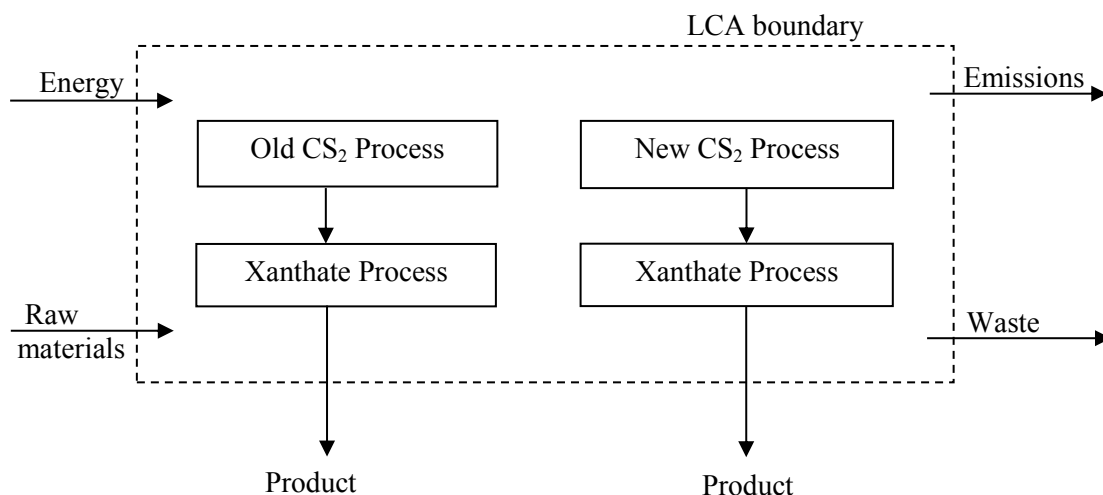 LCA boundary
Energy
Emissions
Old CS₂ Process
New CS₂ Process
Xanthate Process
Xanthate Process
Raw
materials
Waste
Product
Product